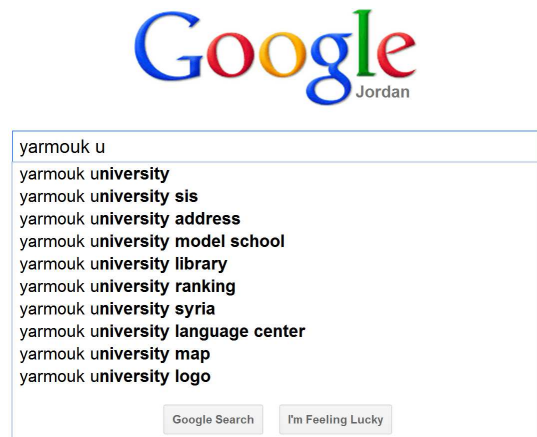 Google
Jordan
yarmouk u
yarmouk university
yarmouk university sis
yarmouk university address
yarmouk university model school
yarmouk university library
yarmouk university ranking
yarmouk university syria
yarmouk university language center
yarmouk university map
yarmouk university logo
Google Search I'm Feeling Lucky